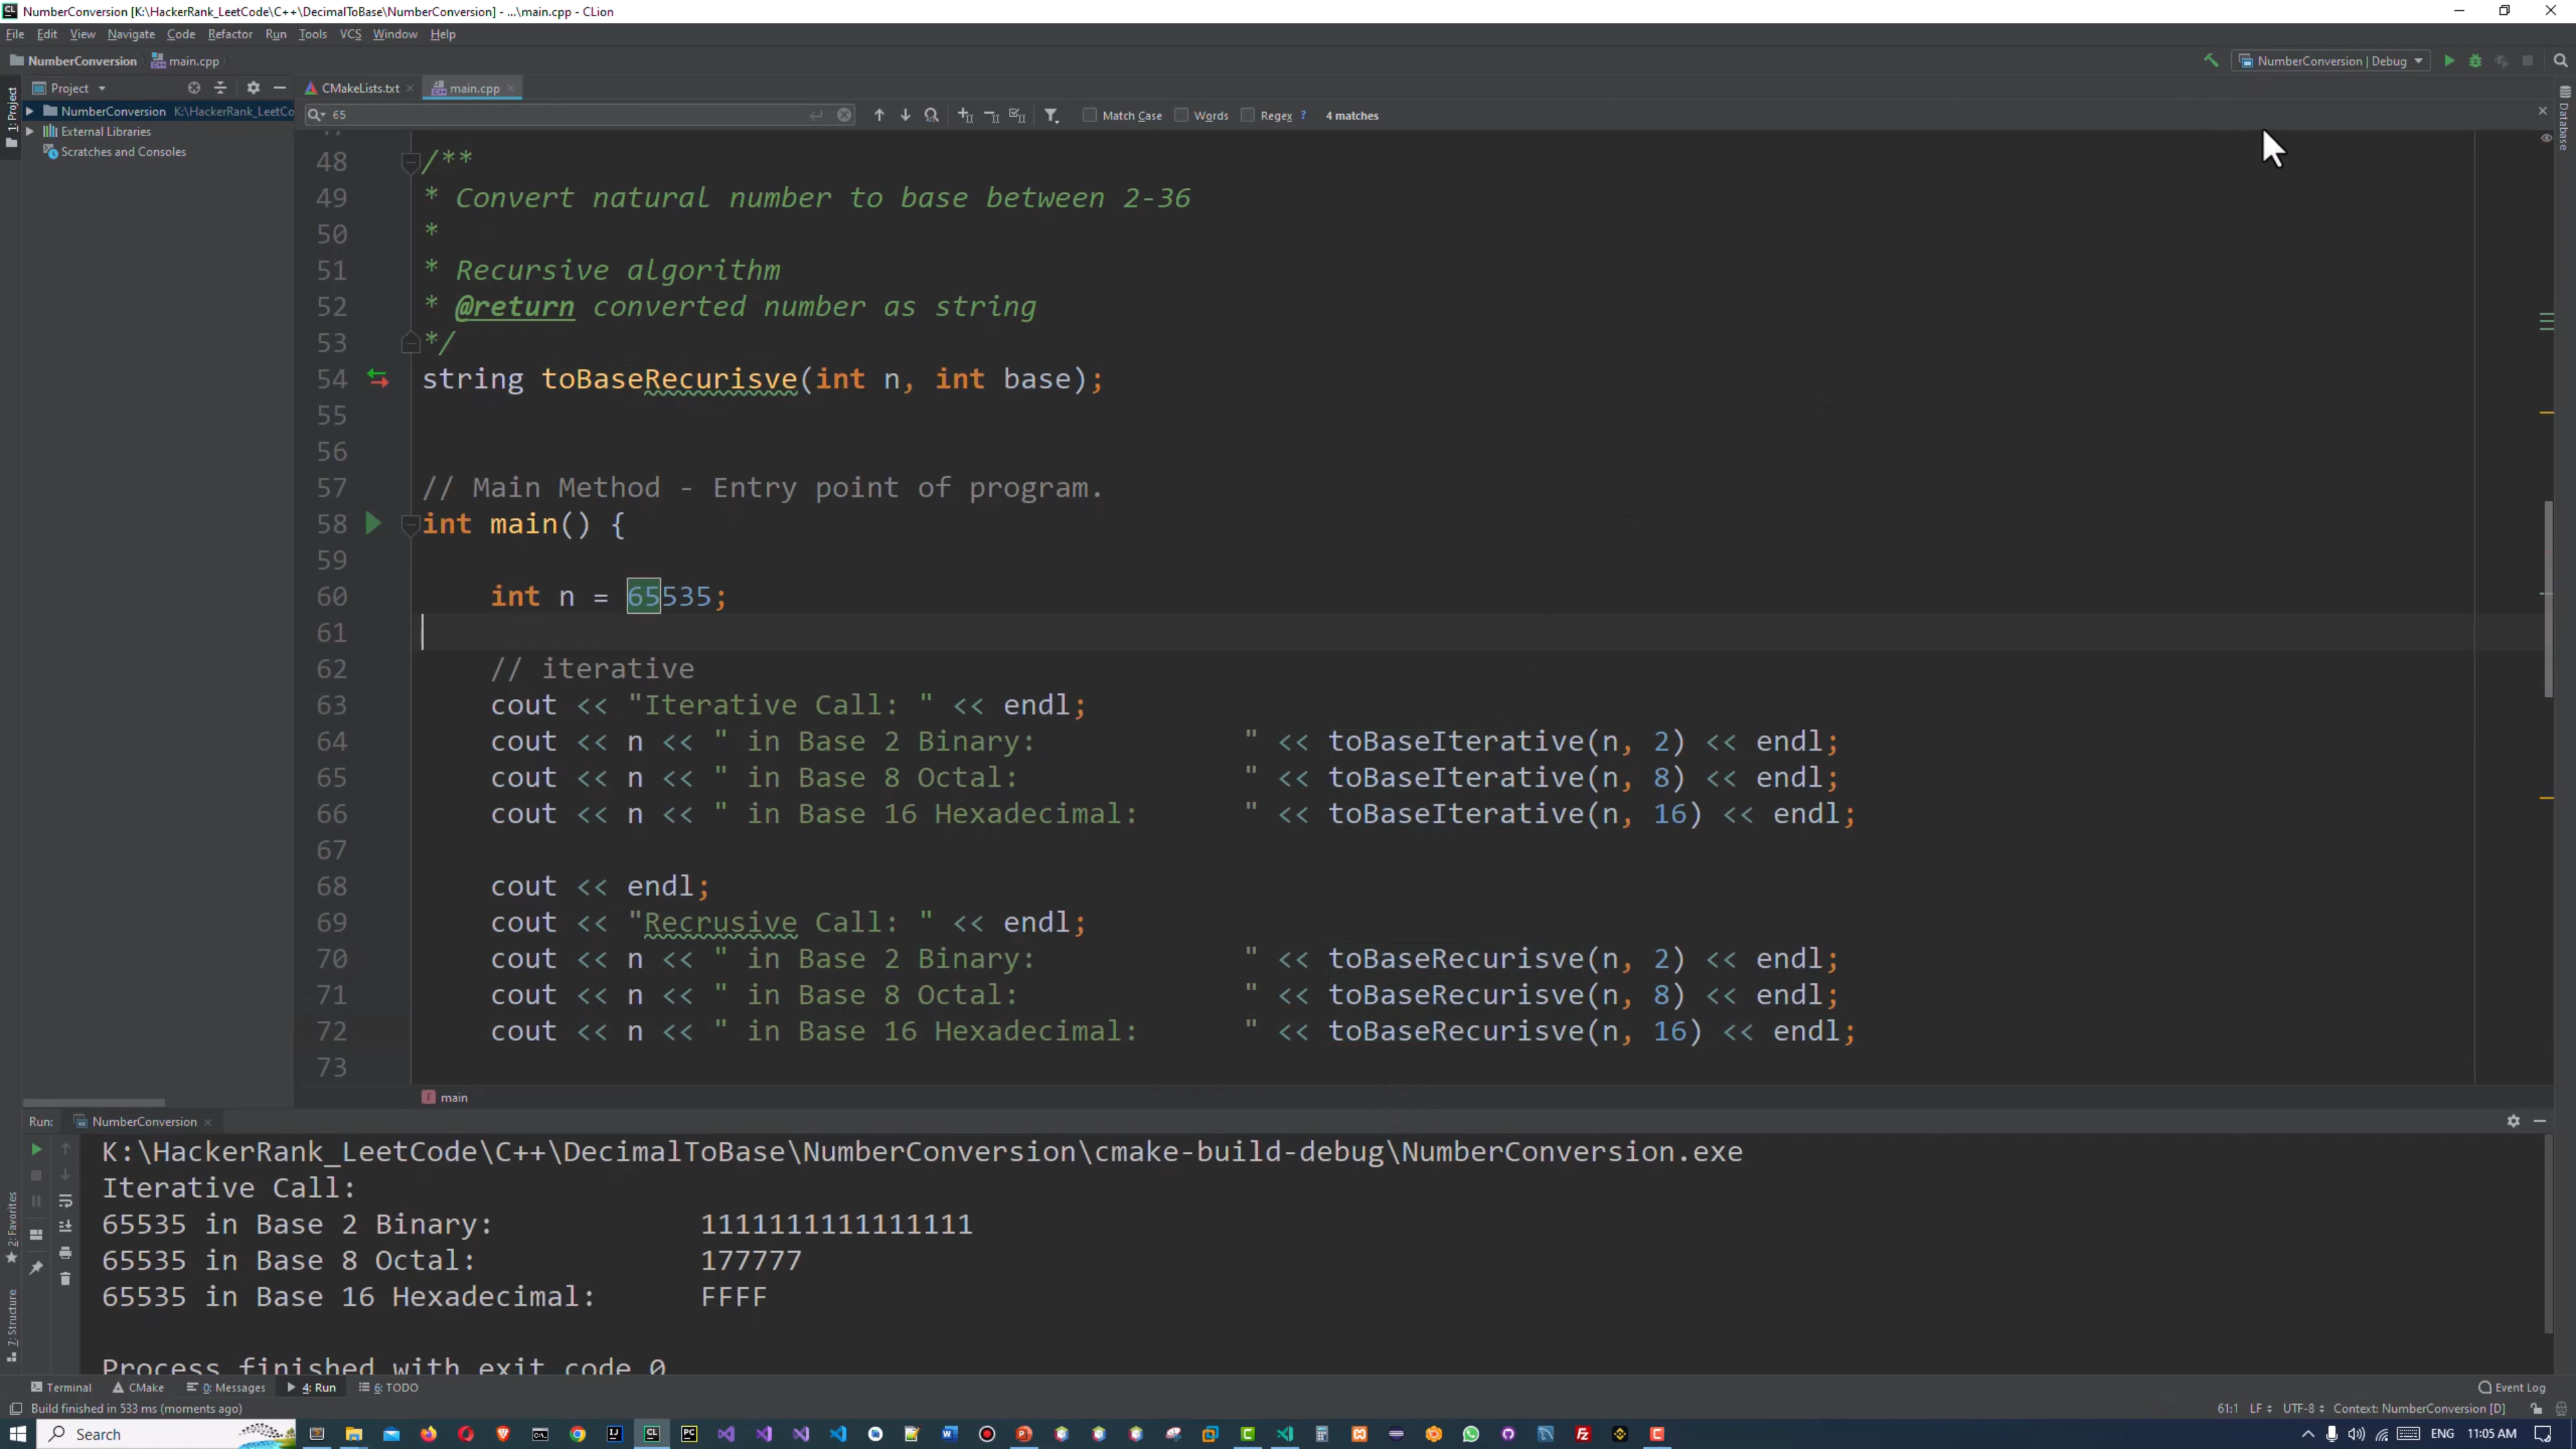 NumberConversion [K:\HackerRank_LeetCode\C++\DecimalToBase\NumberConversion] - ...\main.cpp - CLion
File Edit View Navigate Code Refactor Run Tools VCS Window Help
NumberConversion main.cpp
NumberConversion | Debug
Project
CMakeLists.txt
main.cpp
1: Project
NumberConversion K:\HackerRank_LeetCo
External Libraries
Scratches and Consoles
65
Match Case Words Regex ? 4 matches
Database
48 /**
49 * Convert natural number to base between 2-36
50 *
51 * Recursive algorithm
52 * @return converted number as string
53 */
54 string toBaseRecurisve(int n, int base);
55
56
57 // Main Method - Entry point of program.
58 int main() {
59
60 int n = 65535;
61
62 // iterative
63 cout << "Iterative Call: " << endl;
64 cout << n << " in Base 2 Binary: " << toBaseIterative(n, 2) << endl;
65 cout << n << " in Base 8 Octal: " << toBaseIterative(n, 8) << endl;
66 cout << n << " in Base 16 Hexadecimal: " << toBaseIterative(n, 16) << endl;
67
68 cout << endl;
69 cout << "Recrusive Call: " << endl;
70 cout << n << " in Base 2 Binary: " << toBaseRecurisve(n, 2) << endl;
71 cout << n << " in Base 8 Octal: " << toBaseRecurisve(n, 8) << endl;
72 cout << n << " in Base 16 Hexadecimal: " << toBaseRecurisve(n, 16) << endl;
73
main
Run: NumberConversion
K:\HackerRank_LeetCode\C++\DecimalToBase\NumberConversion\cmake-build-debug\NumberConversion.exe
Iterative Call:
65535 in Base 2 Binary: 1111111111111111
65535 in Base 8 Octal: 177777
65535 in Base 16 Hexadecimal: FFFF
Process finished with exit code 0
2: Favorites
7: Structure
Terminal CMake 0: Messages 4: Run 6: TODO
Event Log
Build finished in 533 ms (moments ago)
61:1 LF UTF-8 Context: NumberConversion [D]
Search
ENG 11:05 AM